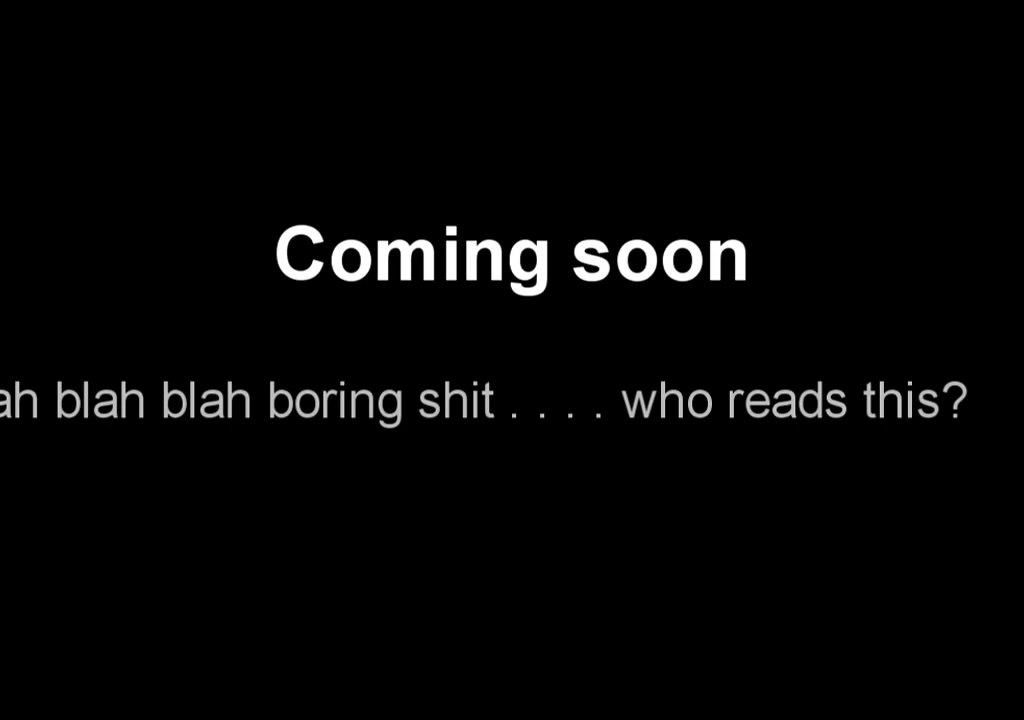 Coming soon
ah blah blah boring shit . . . . who reads this?